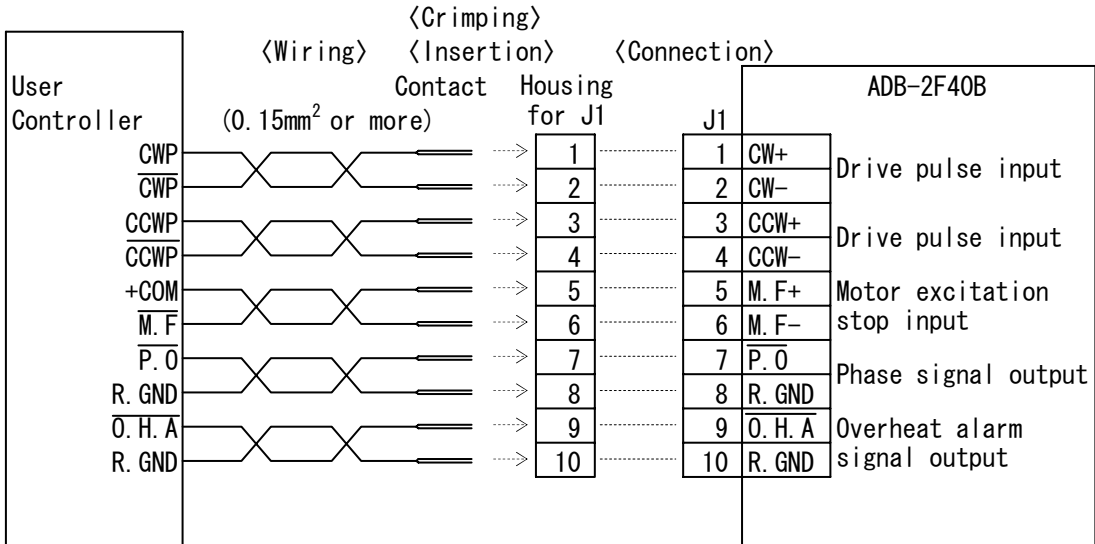 〈Crimping〉
〈Wiring〉 〈Insertion〉 〈Connection〉
User Contact Housing ADB-2F40B
Controller (0.15mm² or more) for J1 J1
CWP 1 1 CW+ Drive pulse input
C̅W̅P̅ 2 2 CW-
CCWP 3 3 CCW+ Drive pulse input
C̅C̅W̅P̅ 4 4 CCW-
+COM 5 5 M.F+ Motor excitation
M̅.̅F̅ 6 6 M.F- stop input
P̅.̅O̅ 7 7 P̅.̅O̅ Phase signal output
R.GND 8 8 R.GND
O̅.̅H̅.̅A̅ 9 9 O̅.̅H̅.̅A̅ Overheat alarm
R.GND 10 10 R.GND signal output